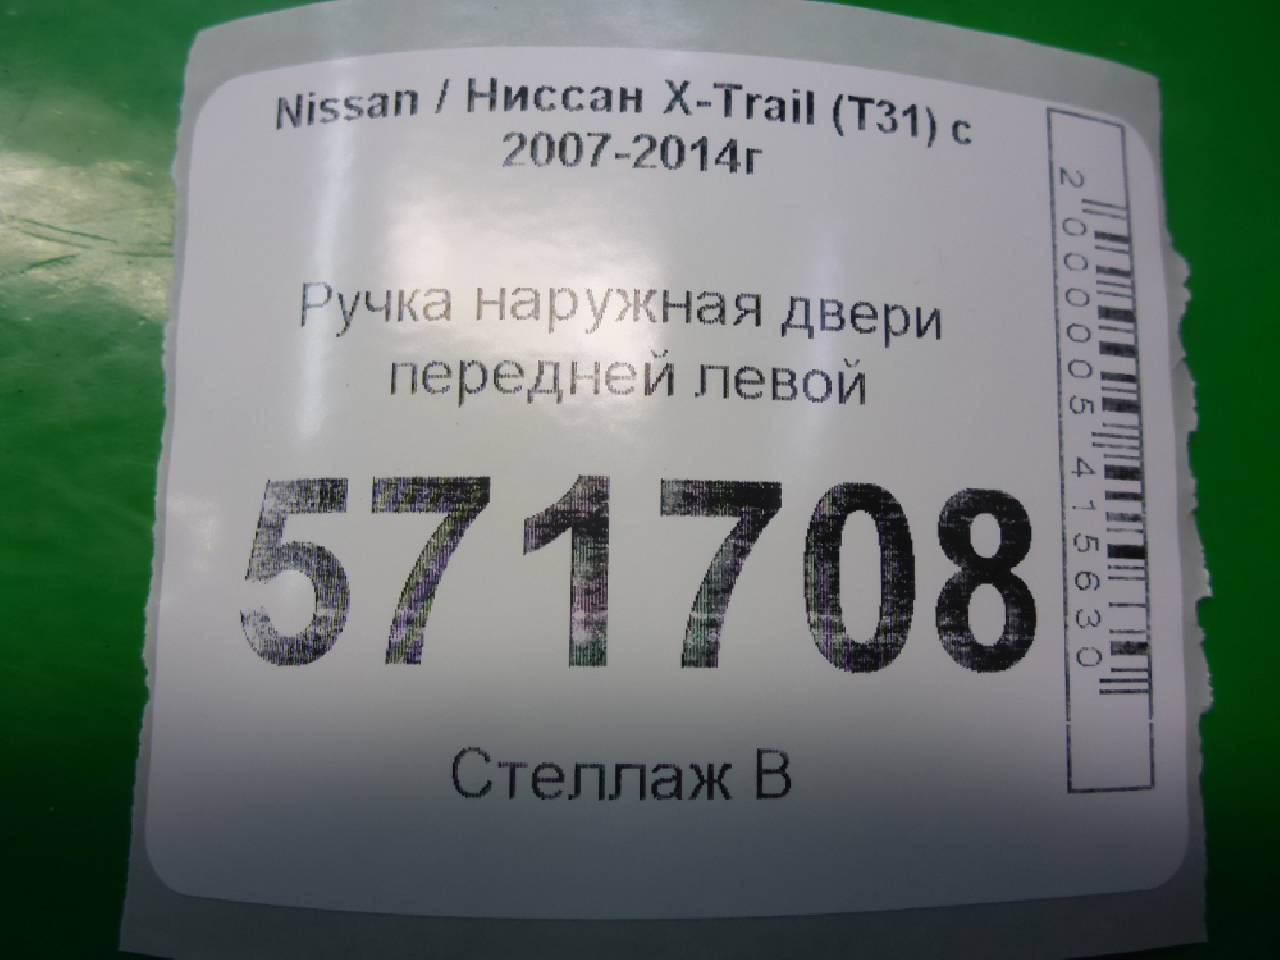 Nissan / Ниссан X-Trail (T31) с
2007-2014г
Ручка наружная двери
передней левой
571708
Стеллаж В
2000005415630